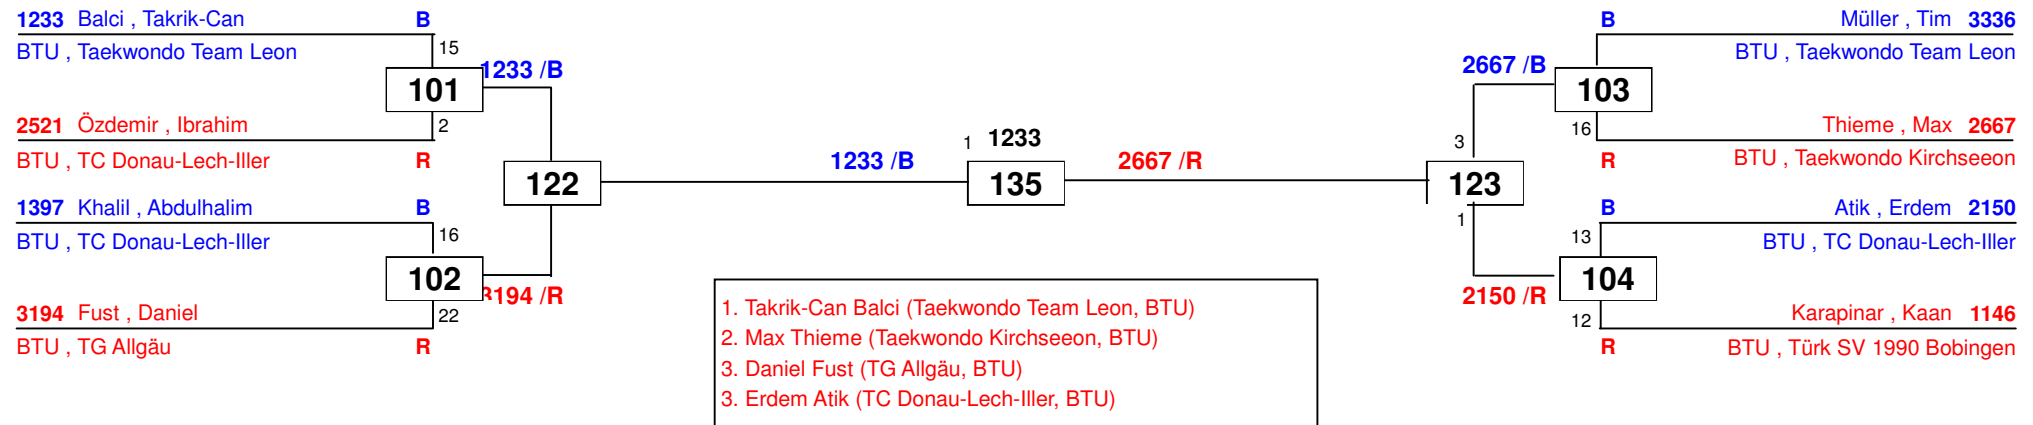 1233 Balci , Takrik-Can B
15
BTU , Taekwondo Team Leon
1233 /B
101
2521 Özdemir , Ibrahim
2
BTU , TC Donau-Lech-Iller R
122
1397 Khalil , Abdulhalim B
16
BTU , TC Donau-Lech-Iller
102
3194 /R
3194 Fust , Daniel
22
BTU , TG Allgäu R
1233 /B
1 1233
135
2667 /R
B Müller , Tim 3336
BTU , Taekwondo Team Leon
2667 /B
103
Thieme , Max 2667
16
R BTU , Taekwondo Kirchseeon
3
123
1
B Atik , Erdem 2150
13
BTU , TC Donau-Lech-Iller
104
2150 /R
Karapinar , Kaan 1146
12
R BTU , Türk SV 1990 Bobingen
1. Takrik-Can Balci (Taekwondo Team Leon, BTU)
2. Max Thieme (Taekwondo Kirchseeon, BTU)
3. Daniel Fust (TG Allgäu, BTU)
3. Erdem Atik (TC Donau-Lech-Iller, BTU)